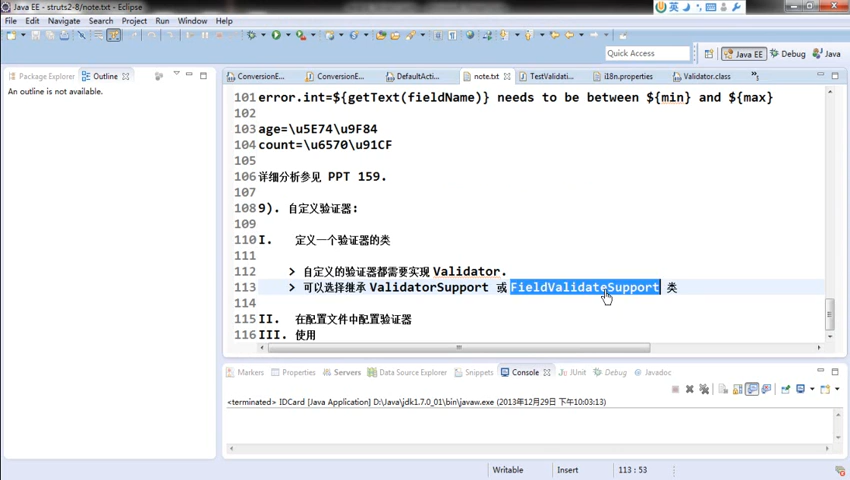 Java EE - struts2-8/note.txt - Eclipse
英
File Edit Navigate Search Project Run Window Help
Quick Access
Java EE Debug Java
Package Explorer Outline
ConversionE... ConversionE... DefaultActi... note.txt TestValidati... i18n.properties Validator.class
An outline is not available.
101 error.int=${getText(fieldName)} needs to be between ${min} and ${max}
102
103 age=\u5E74\u9F84
104 count=\u6570\u91CF
105
106 详细分析参见 PPT 159.
107
108 9). 自定义验证器:
109
110 I. 定义一个验证器的类
111
112 > 自定义的验证器都需要实现 Validator.
113 > 可以选择继承 ValidatorSupport 或 FieldValidateSupport 类
114
115 II. 在配置文件中配置验证器
116 III. 使用
Markers Properties Servers Data Source Explorer Snippets Console JUnit Debug Javadoc
<terminated> IDCard [Java Application] D:\Java\jdk1.7.0_01\bin\javaw.exe (2013年12月29日 下午10:03:13)
Writable Insert 113 : 53